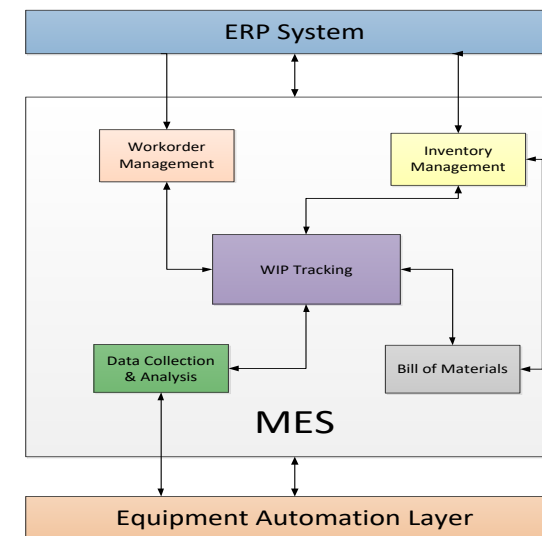 ERP System
Workorder
Management
Inventory
Management
WIP Tracking
Data Collection
& Analysis
Bill of Materials
MES
Equipment Automation Layer